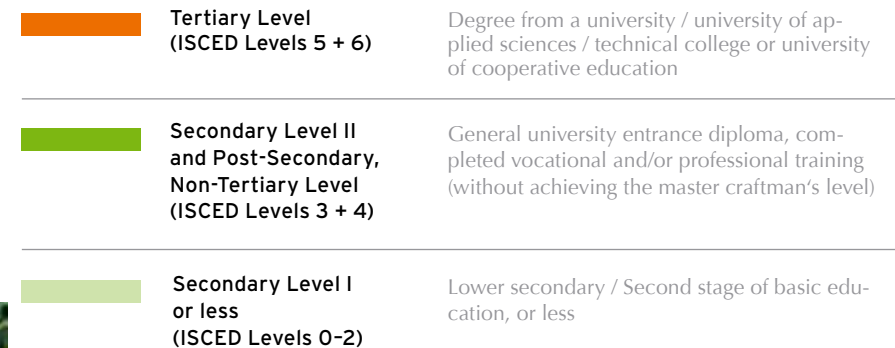 Tertiary Level
(ISCED Levels 5 + 6)
Degree from a university / university of ap-
plied sciences / technical college or university
of cooperative education
Secondary Level II
and Post-Secondary,
Non-Tertiary Level
(ISCED Levels 3 + 4)
General university entrance diploma, com-
pleted vocational and/or professional training
(without achieving the master craftman‘s level)
Secondary Level I
or less
(ISCED Levels 0–2)
Lower secondary / Second stage of basic edu-
cation, or less